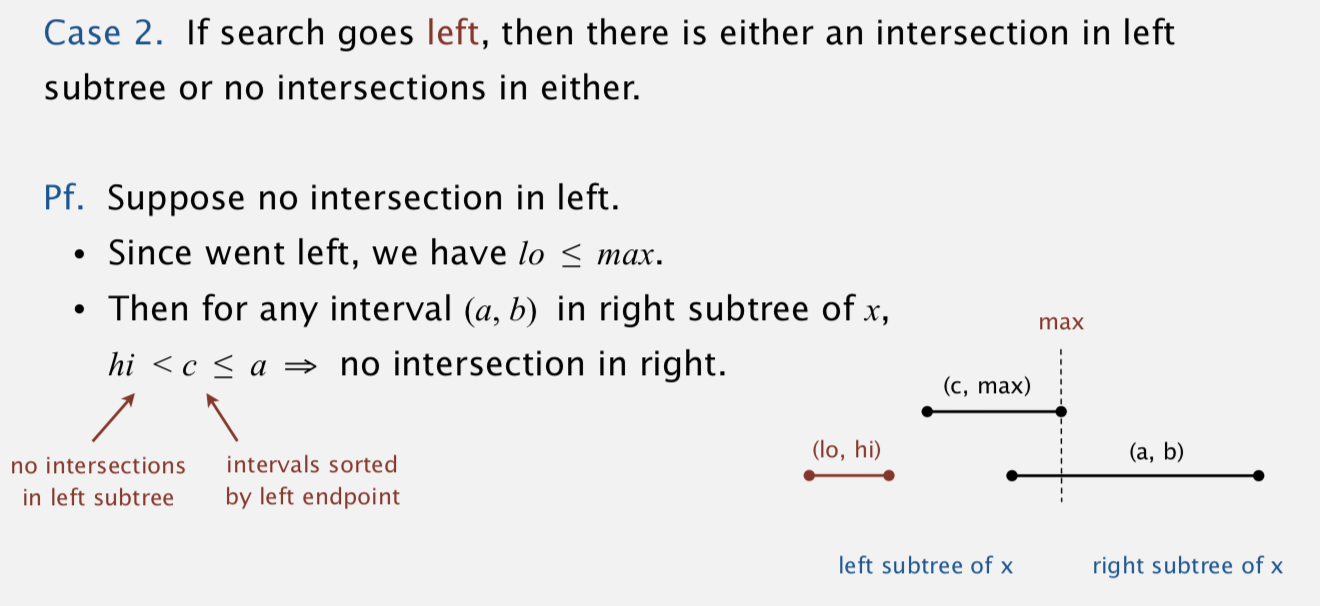 Case 2. If search goes left, then there is either an intersection in left
subtree or no intersections in either.
Pf. Suppose no intersection in left.
• Since went left, we have lo ≤ max.
• Then for any interval (a, b) in right subtree of x,
hi < c ≤ a ⇒ no intersection in right.
no intersections
in left subtree
intervals sorted
by left endpoint
max
(c, max)
(lo, hi)
(a, b)
left subtree of x
right subtree of x